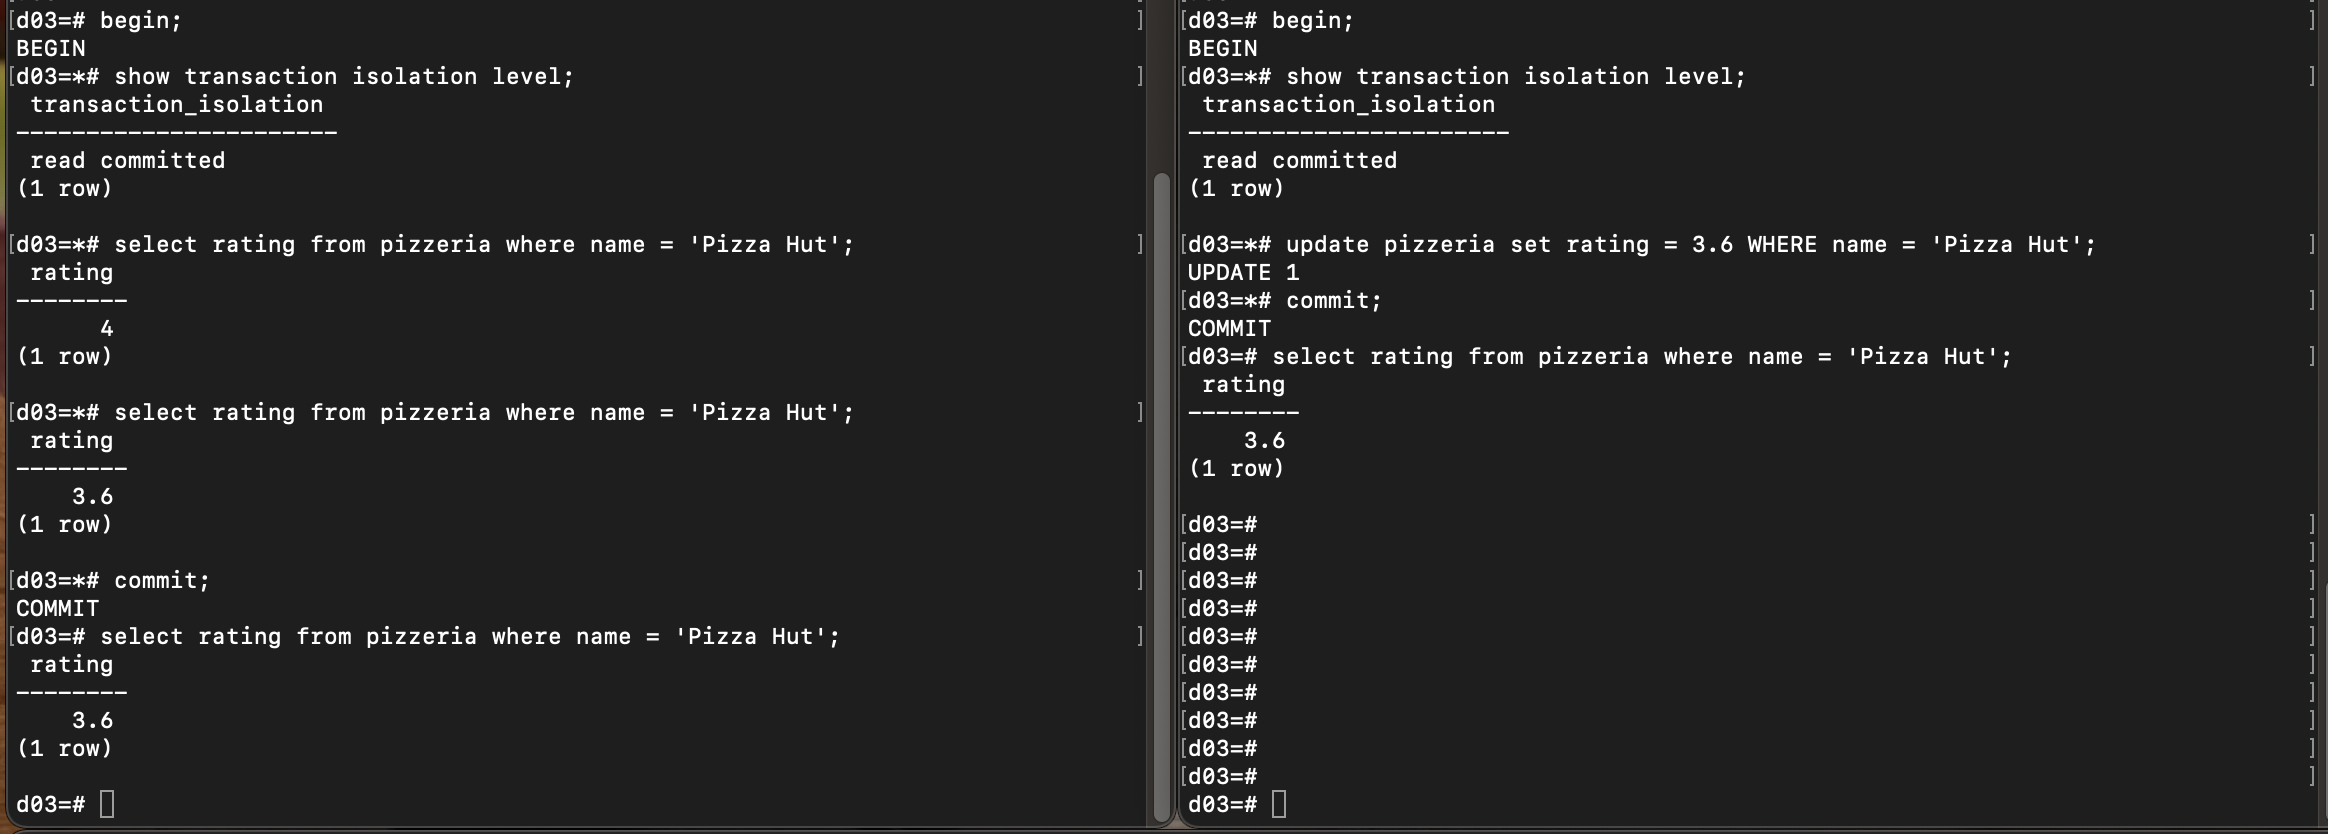 [d03=# begin; ]
BEGIN
[d03=*# show transaction isolation level; ]
 transaction_isolation
-----------------------
 read committed
(1 row)

[d03=*# select rating from pizzeria where name = 'Pizza Hut'; ]
 rating
--------
      4
(1 row)

[d03=*# select rating from pizzeria where name = 'Pizza Hut'; ]
 rating
--------
    3.6
(1 row)

[d03=*# commit; ]
COMMIT
[d03=# select rating from pizzeria where name = 'Pizza Hut'; ]
 rating
--------
    3.6
(1 row)

d03=#
[d03=# begin; ]
BEGIN
[d03=*# show transaction isolation level; ]
 transaction_isolation
-----------------------
 read committed
(1 row)

[d03=*# update pizzeria set rating = 3.6 WHERE name = 'Pizza Hut'; ]
UPDATE 1
[d03=*# commit; ]
COMMIT
[d03=# select rating from pizzeria where name = 'Pizza Hut'; ]
 rating
--------
    3.6
(1 row)

[d03=# ]
[d03=# ]
[d03=# ]
[d03=# ]
[d03=# ]
[d03=# ]
[d03=# ]
[d03=# ]
[d03=# ]
[d03=# ]
d03=#